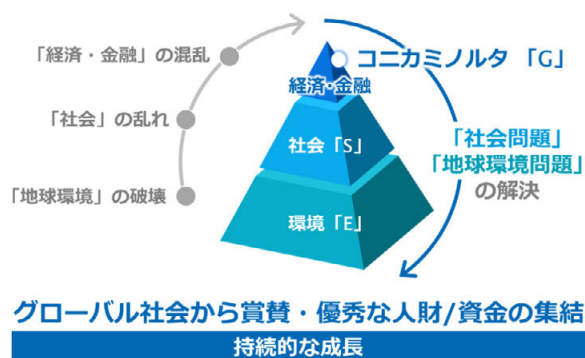 「経済・金融」の混乱
「社会」の乱れ
「地球環境」の破壊
コニカミノルタ 「G」
経済・金融
社会「S」
環境「E」
「社会問題」
「地球環境問題」
の解決
グローバル社会から賞賛・優秀な人財/資金の集結
持続的な成長